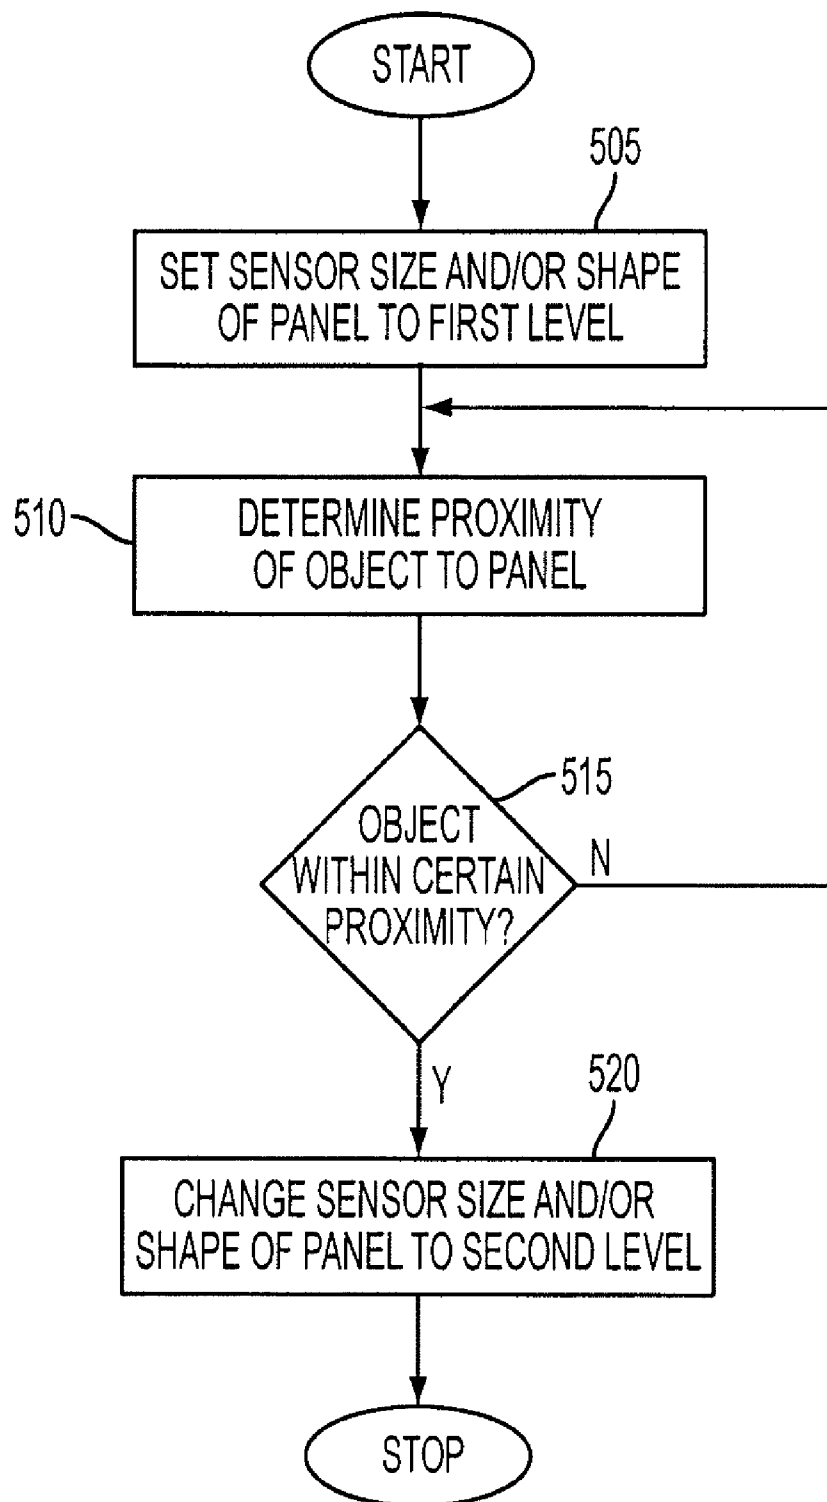 START
505
SET SENSOR SIZE AND/OR SHAPE
OF PANEL TO FIRST LEVEL
510
DETERMINE PROXIMITY
OF OBJECT TO PANEL
515
OBJECT
WITHIN CERTAIN
PROXIMITY?
N
Y
520
CHANGE SENSOR SIZE AND/OR
SHAPE OF PANEL TO SECOND LEVEL
STOP